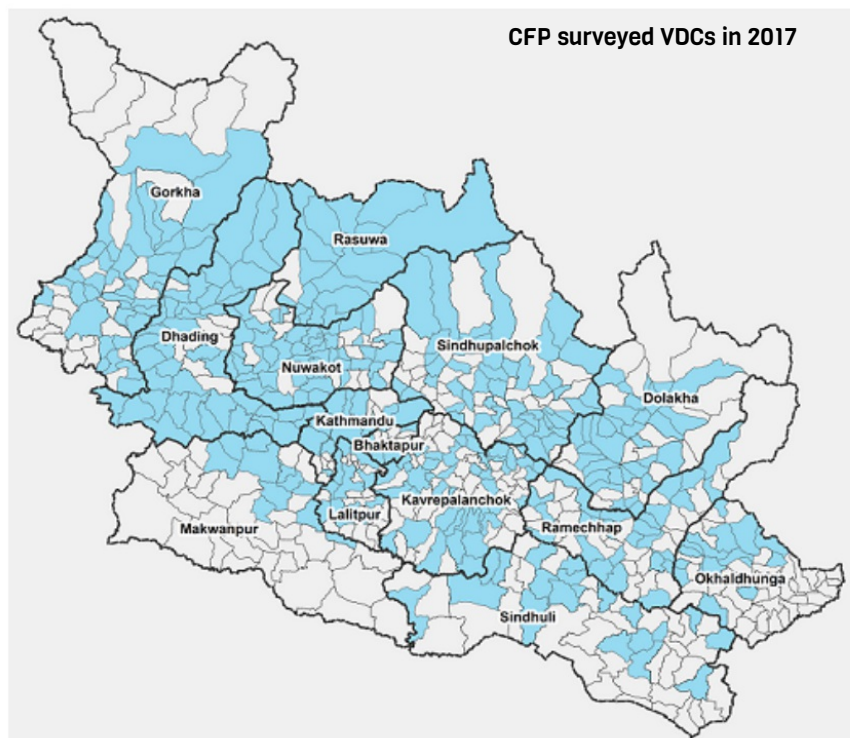 CFP surveyed VDCs in 2017
Gorkha
Rasuwa
Dhading
Sindhupalchok
Nuwakot
Dolakha
Kathmandu
Bhaktapur
Kavrepalanchok
Lalitpur
Makwanpur
Ramechhap
Okhaldhunga
Sindhuli